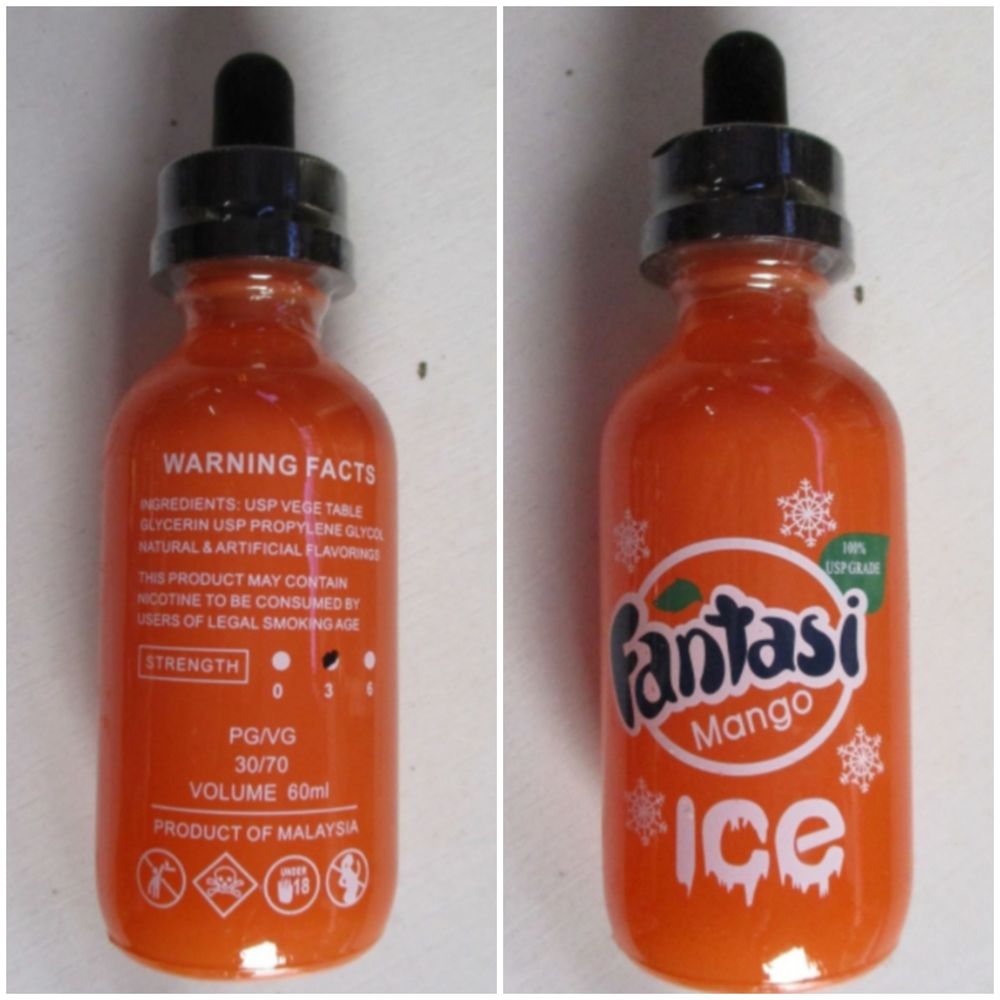 WARNING FACTS
INGREDIENTS: USP VEGE TABLE
GLYCERIN USP PROPYLENE GLYCOL
NATURAL & ARTIFICIAL FLAVORINGS
THIS PRODUCT MAY CONTAIN
NICOTINE TO BE CONSUMED BY
USERS OF LEGAL SMOKING AGE
STRENGTH
0 3 6
PG/VG
30/70
VOLUME 60ml
PRODUCT OF MALAYSIA
UNDER
18
100%
USP GRADE
Fantasi
Mango
ICE